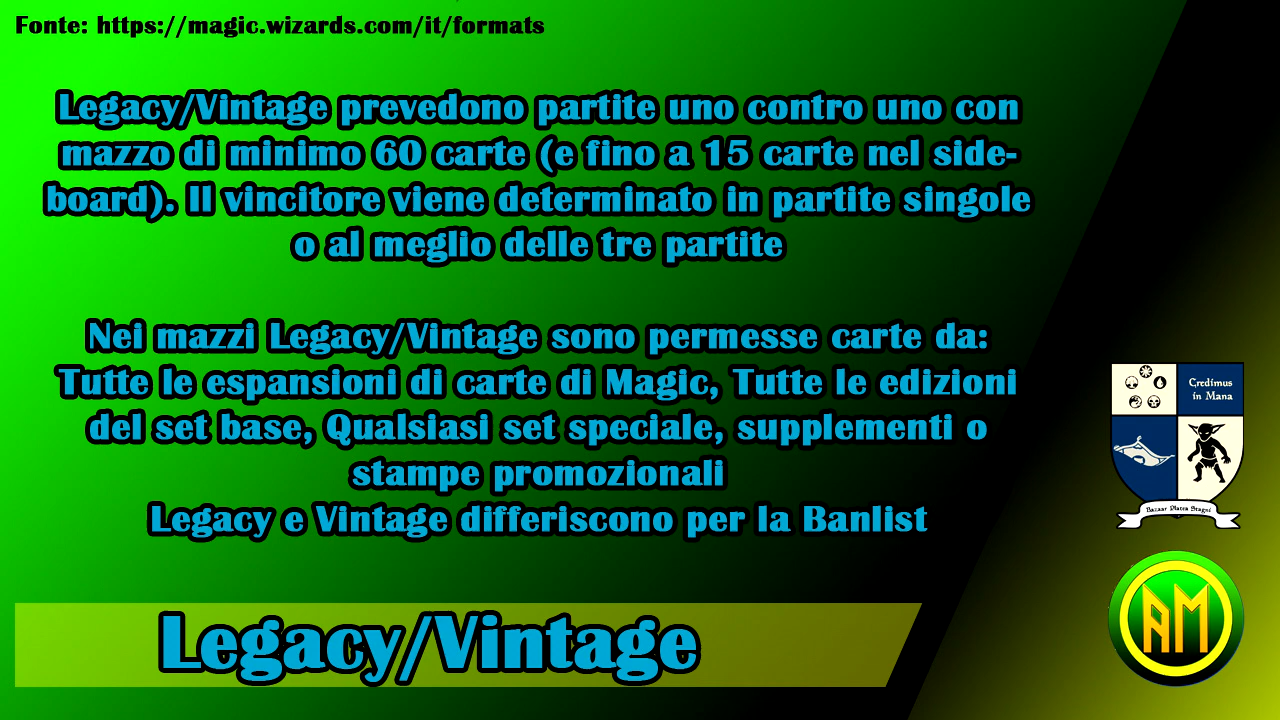 Fonte: https://magic.wizards.com/it/formats
Legacy/Vintage prevedono partite uno contro uno con
mazzo di minimo 60 carte (e fino a 15 carte nel side-
board). Il vincitore viene determinato in partite singole
o al meglio delle tre partite
Nei mazzi Legacy/Vintage sono permesse carte da:
Tutte le espansioni di carte di Magic, Tutte le edizioni
del set base, Qualsiasi set speciale, supplementi o
stampe promozionali
Legacy e Vintage differiscono per la Banlist
Credimus
in Mana
Bazaar Platea Stagni
AM
Legacy/Vintage